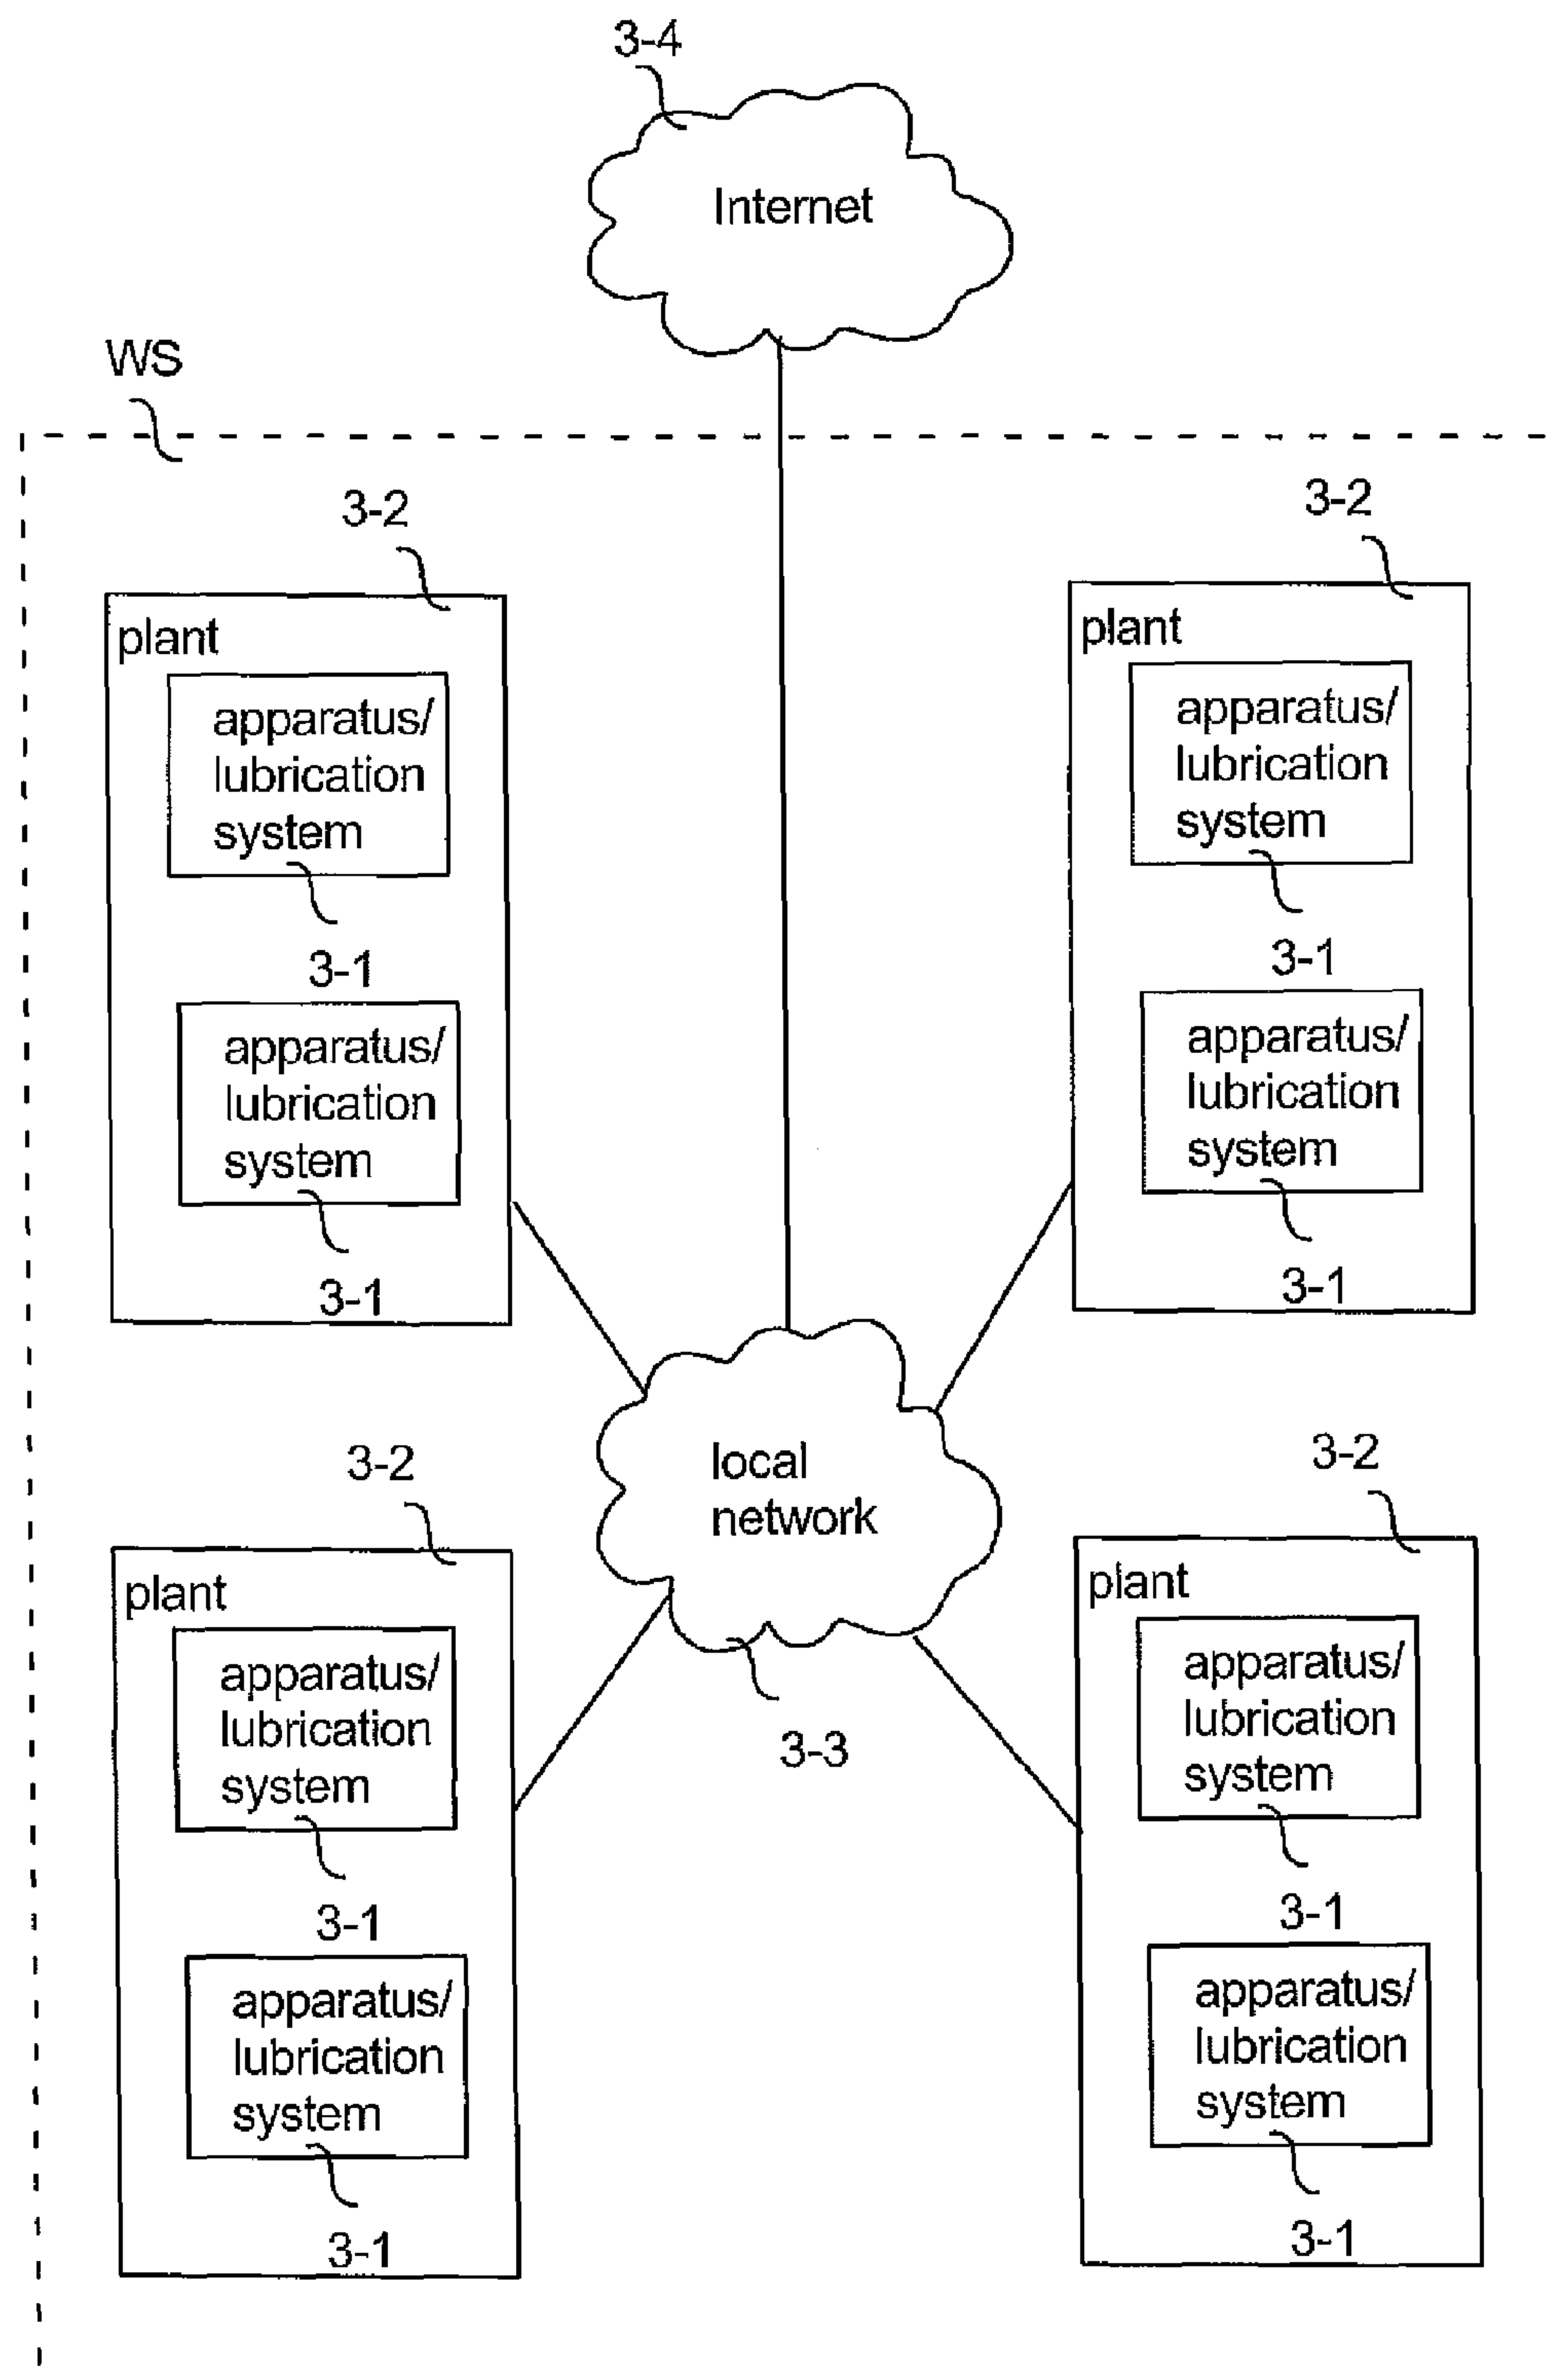 3-4
Internet
WS
3-2
plant
apparatus/
lubrication
system
3-1
apparatus/
lubrication
system
3-1
3-2
plant
apparatus/
lubrication
system
3-1
apparatus/
lubrication
system
3-1
local
network
3-3
3-2
plant
apparatus/
lubrication
system
3-1
apparatus/
lubrication
system
3-1
3-2
plant
apparatus/
lubrication
system
3-1
apparatus/
lubrication
system
3-1